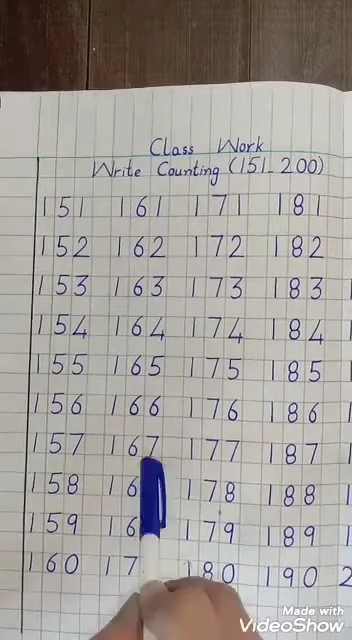 Class Work
Write Counting (151-200)
151 161 171 181
152 162 172 182
153 163 173 183
154 164 174 184
155 165 175 185
156 166 176 186
157 167 177 187
158 178 188
159 179 189
160 180 190
Made with
VideoShow